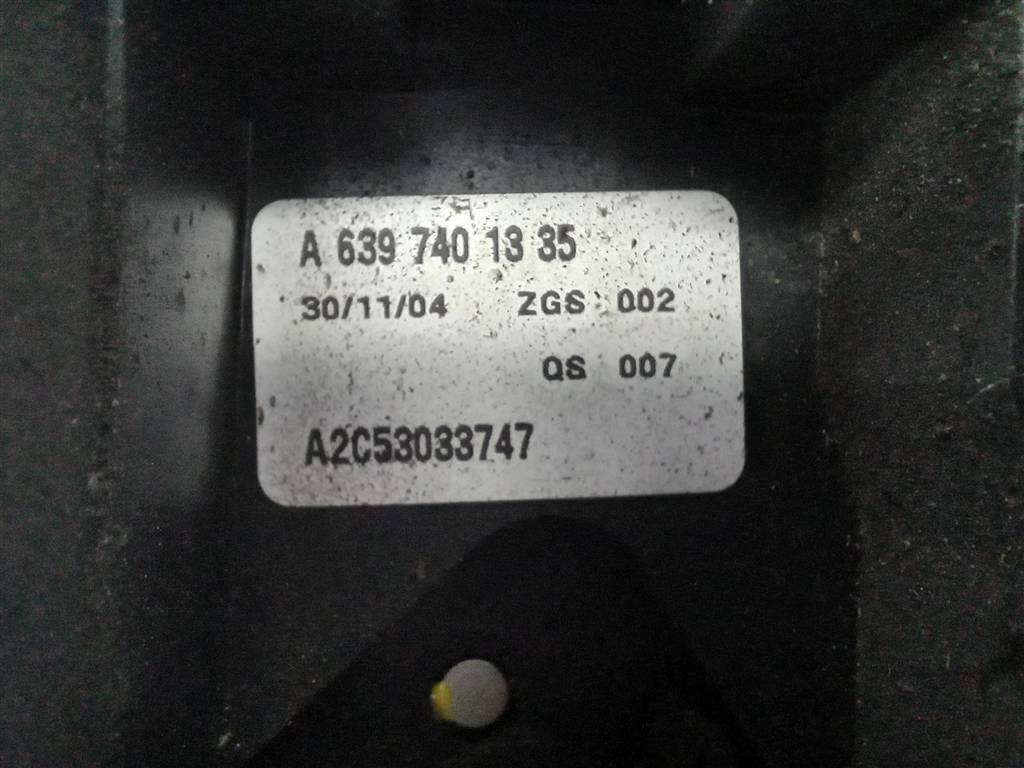 A 639 740 13 35
30/11/04 ZGS: 002
QS 007
A2C53033747